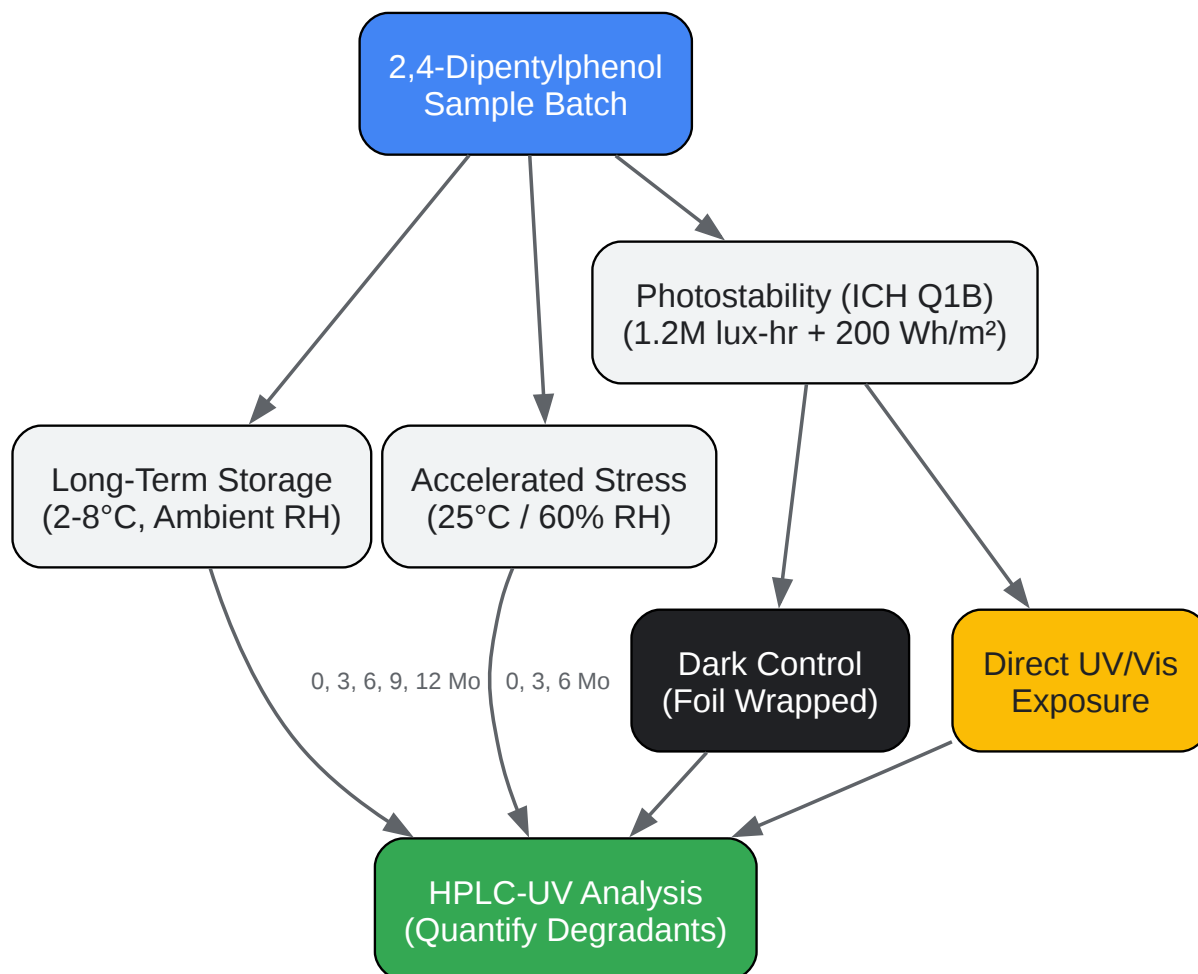 2,4-Dipentylphenol
Sample Batch
Photostability (ICH Q1B)
(1.2M lux-hr + 200 Wh/m²)
Long-Term Storage
(2-8°C, Ambient RH)
Accelerated Stress
(25°C / 60% RH)
Dark Control
(Foil Wrapped)
Direct UV/Vis
Exposure
0, 3, 6, 9, 12 Mo
0, 3, 6 Mo
HPLC-UV Analysis
(Quantify Degradants)